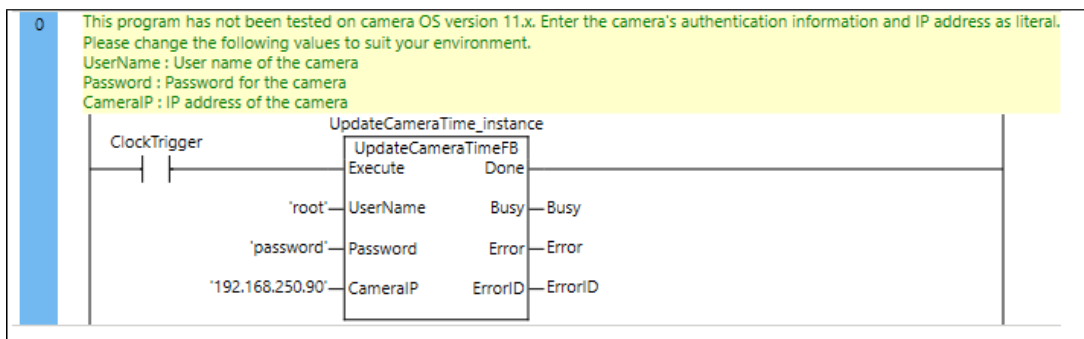 0
This program has not been tested on camera OS version 11.x. Enter the camera's authentication information and IP address as literal.
Please change the following values to suit your environment.
UserName : User name of the camera
Password : Password for the camera
CameraIP : IP address of the camera
UpdateCameraTime_instance
ClockTrigger
UpdateCameraTimeFB
Execute Done
'root' UserName Busy Busy
'password' Password Error Error
'192.168.250.90' CameraIP ErrorID ErrorID